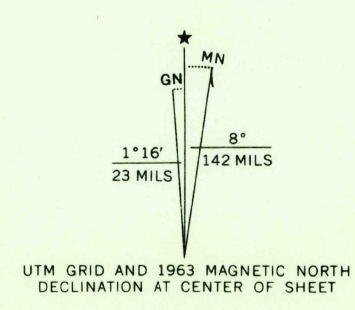 ★
MN
GN
1°16′
8°
23 MILS
142 MILS
UTM GRID AND 1963 MAGNETIC NORTH
DECLINATION AT CENTER OF SHEET